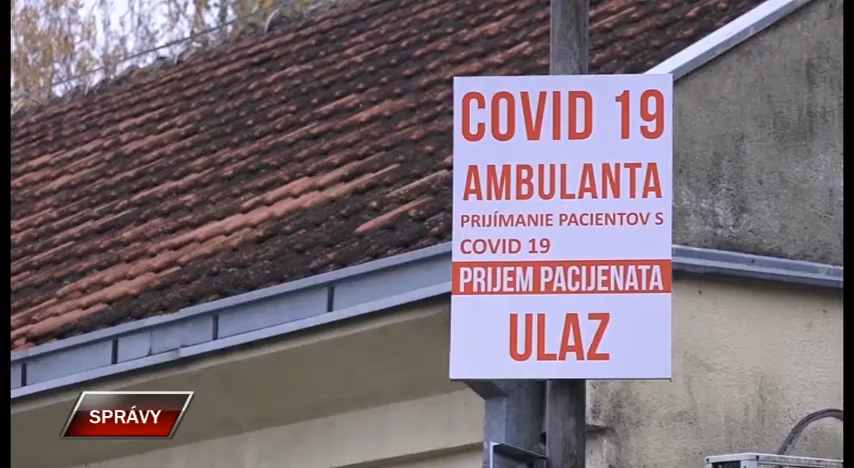 COVID 19
AMBULANTA
PRIJÍMANIE PACIENTOV S
COVID 19
PRIJEM PACIJENATA
ULAZ
SPRÁVY